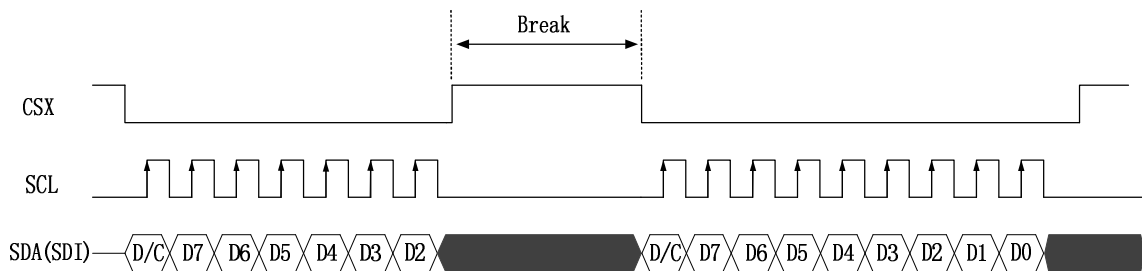 Break
CSX
SCL
SDA(SDI) D/C D7 D6 D5 D4 D3 D2 D/C D7 D6 D5 D4 D3 D2 D1 D0